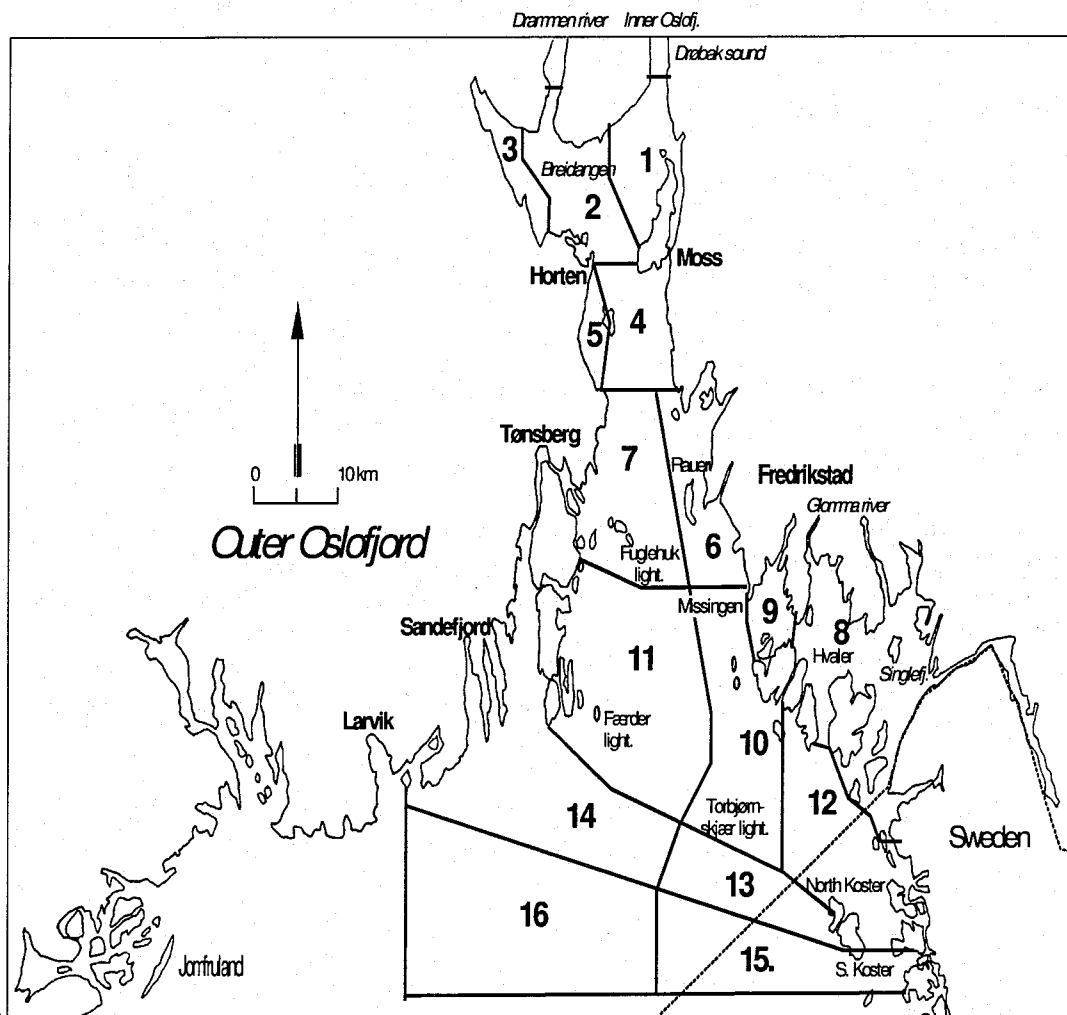 Drammen river Inner Oslofj.
Drøbak sound
3
1
Breidangen
2
Moss
Horten
4
5
Tønsberg
7
Rauer
Fredrikstad
0 10 km
Glomma river
Outer Oslofjord
6
Fuglehuk
light.
Missingen
9
8
Sandefjord
Hvaler
11
Singlefj.
Larvik
Færder
light.
10
12
14
Torbjørn-
skjær light.
Sweden
13
North Koster
16
15.
S. Koster
Jomfruland